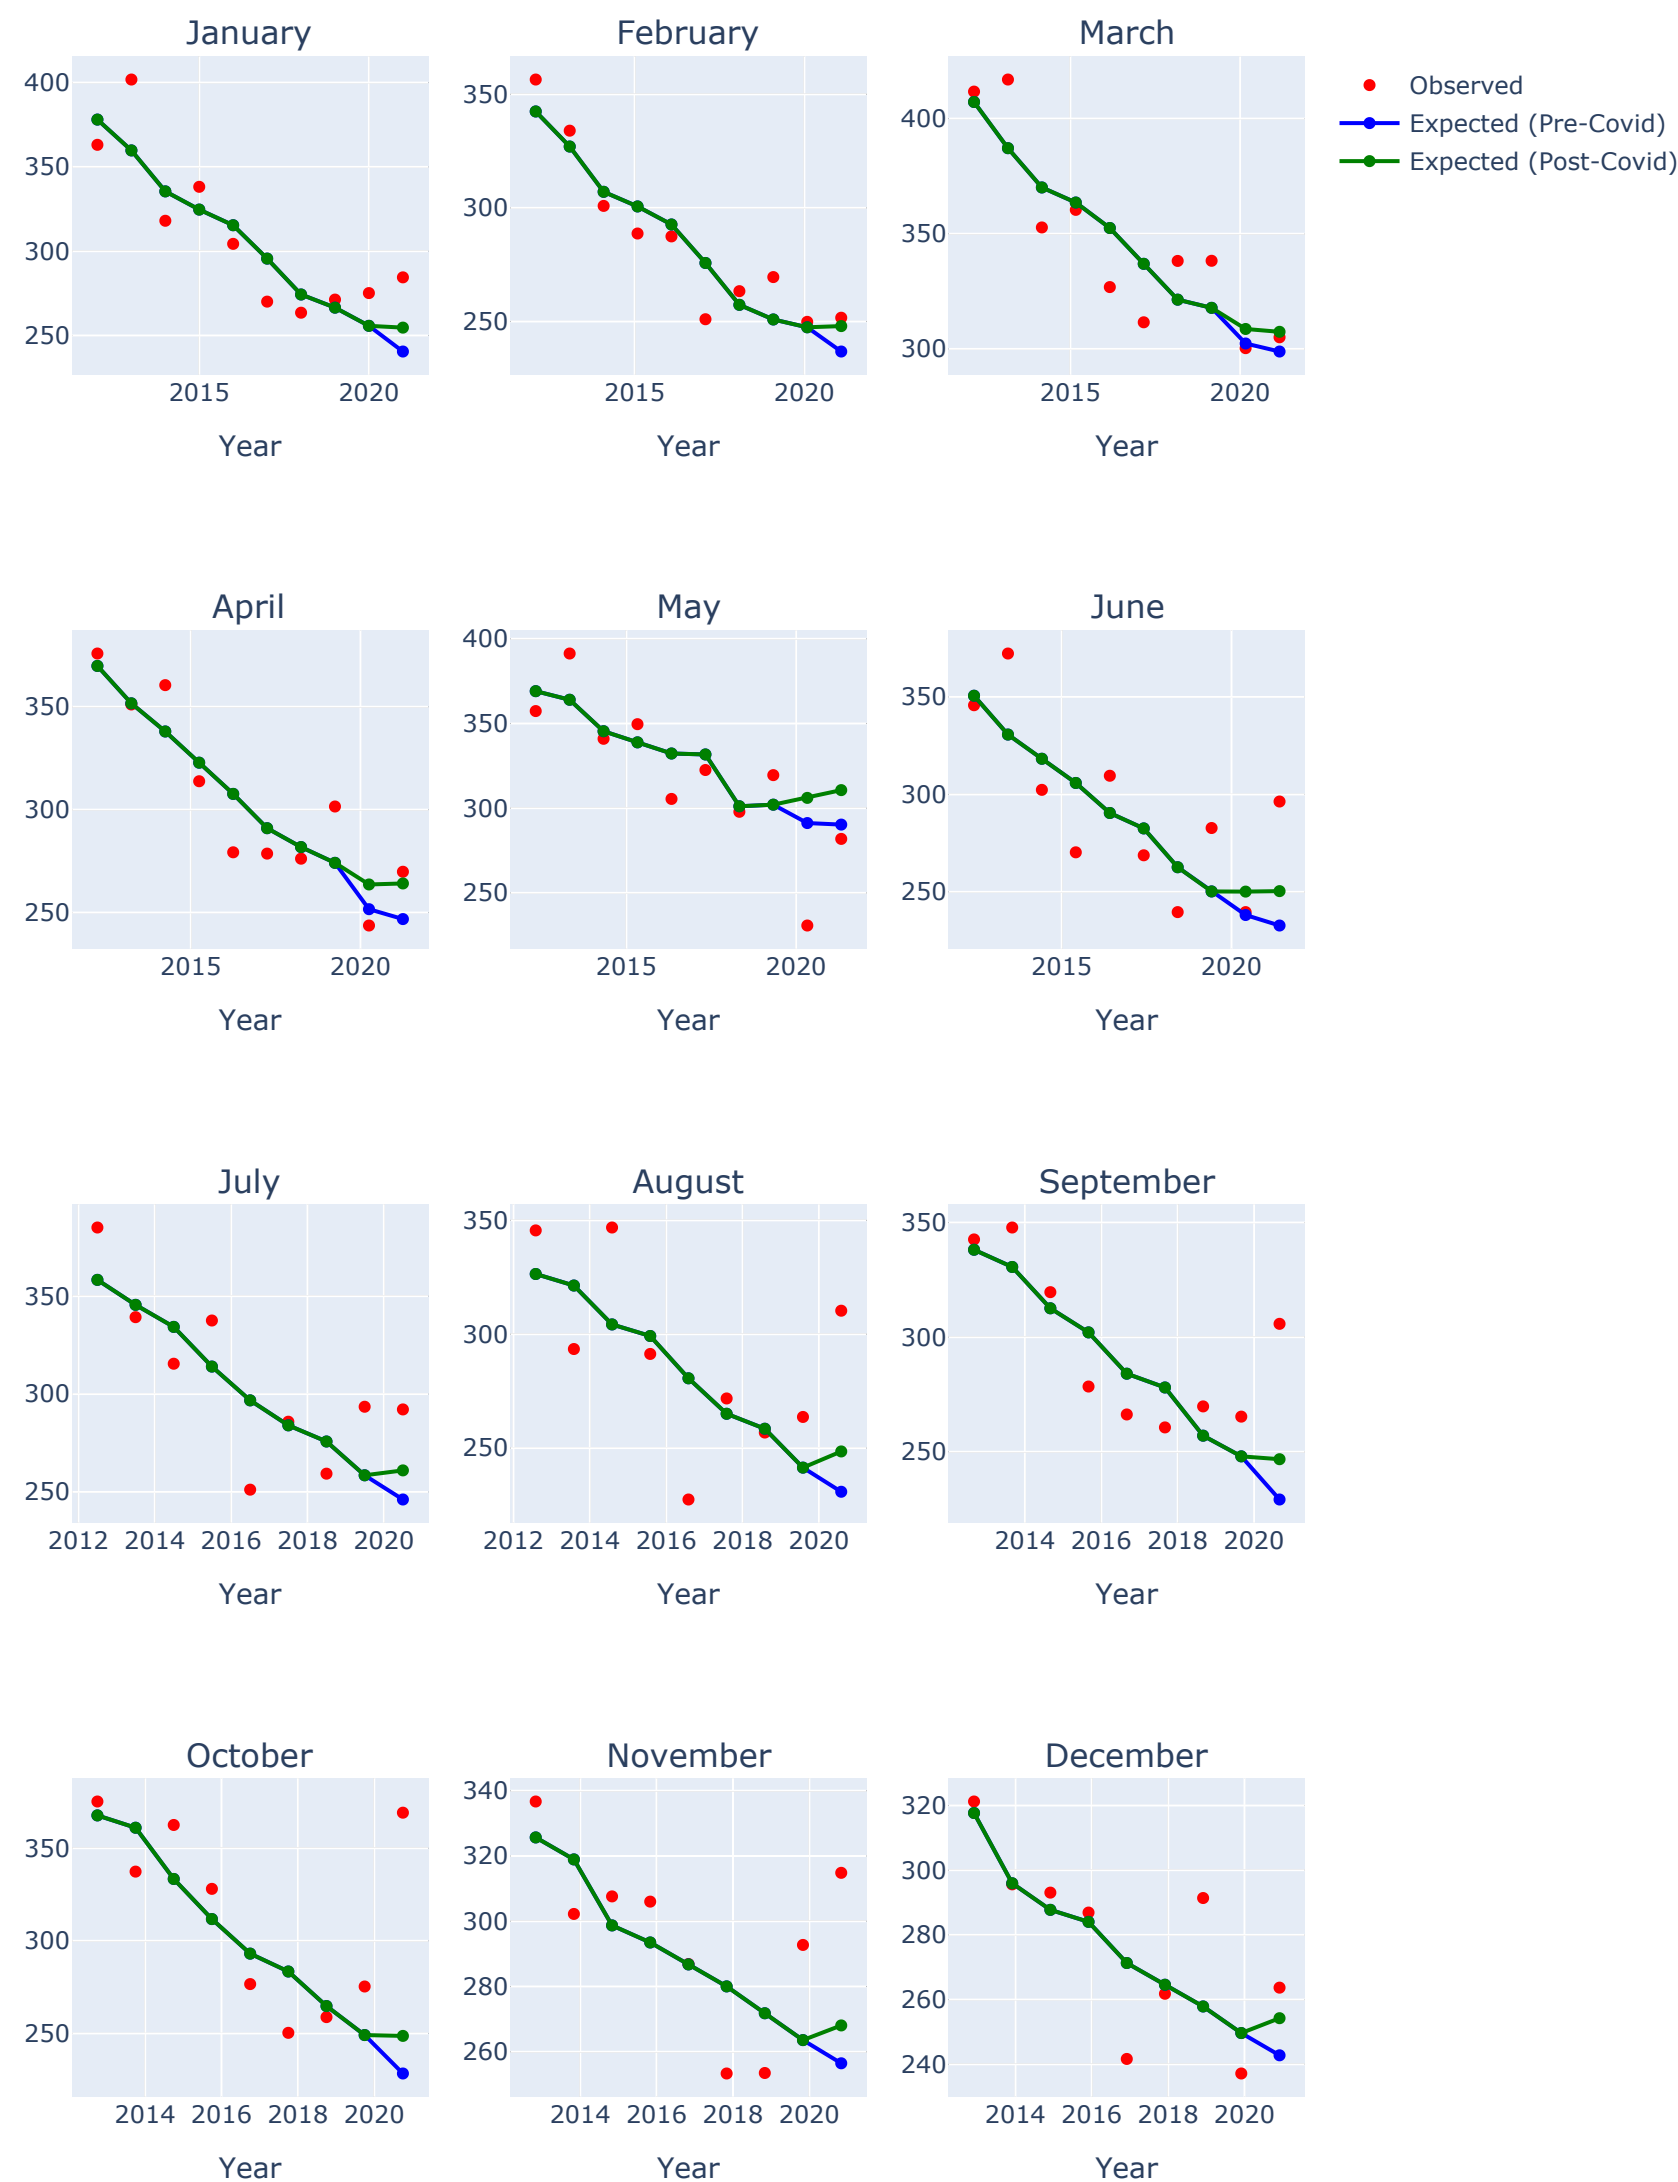 January
February
March
Observed
Expected (Pre-Covid)
Expected (Post-Covid)
400
350
300
250
2015
2020
Year
350
300
250
2015
2020
Year
400
350
300
2015
2020
Year
April
May
June
350
300
250
2015
2020
Year
400
350
300
250
2015
2020
Year
350
300
250
2015
2020
Year
July
August
September
350
300
250
2012 2014 2016 2018 2020
Year
350
300
250
2012 2014 2016 2018 2020
Year
350
300
250
2014 2016 2018 2020
Year
October
November
December
350
300
250
2014 2016 2018 2020
Year
340
320
300
280
260
2014 2016 2018 2020
Year
320
300
280
260
240
2014 2016 2018 2020
Year